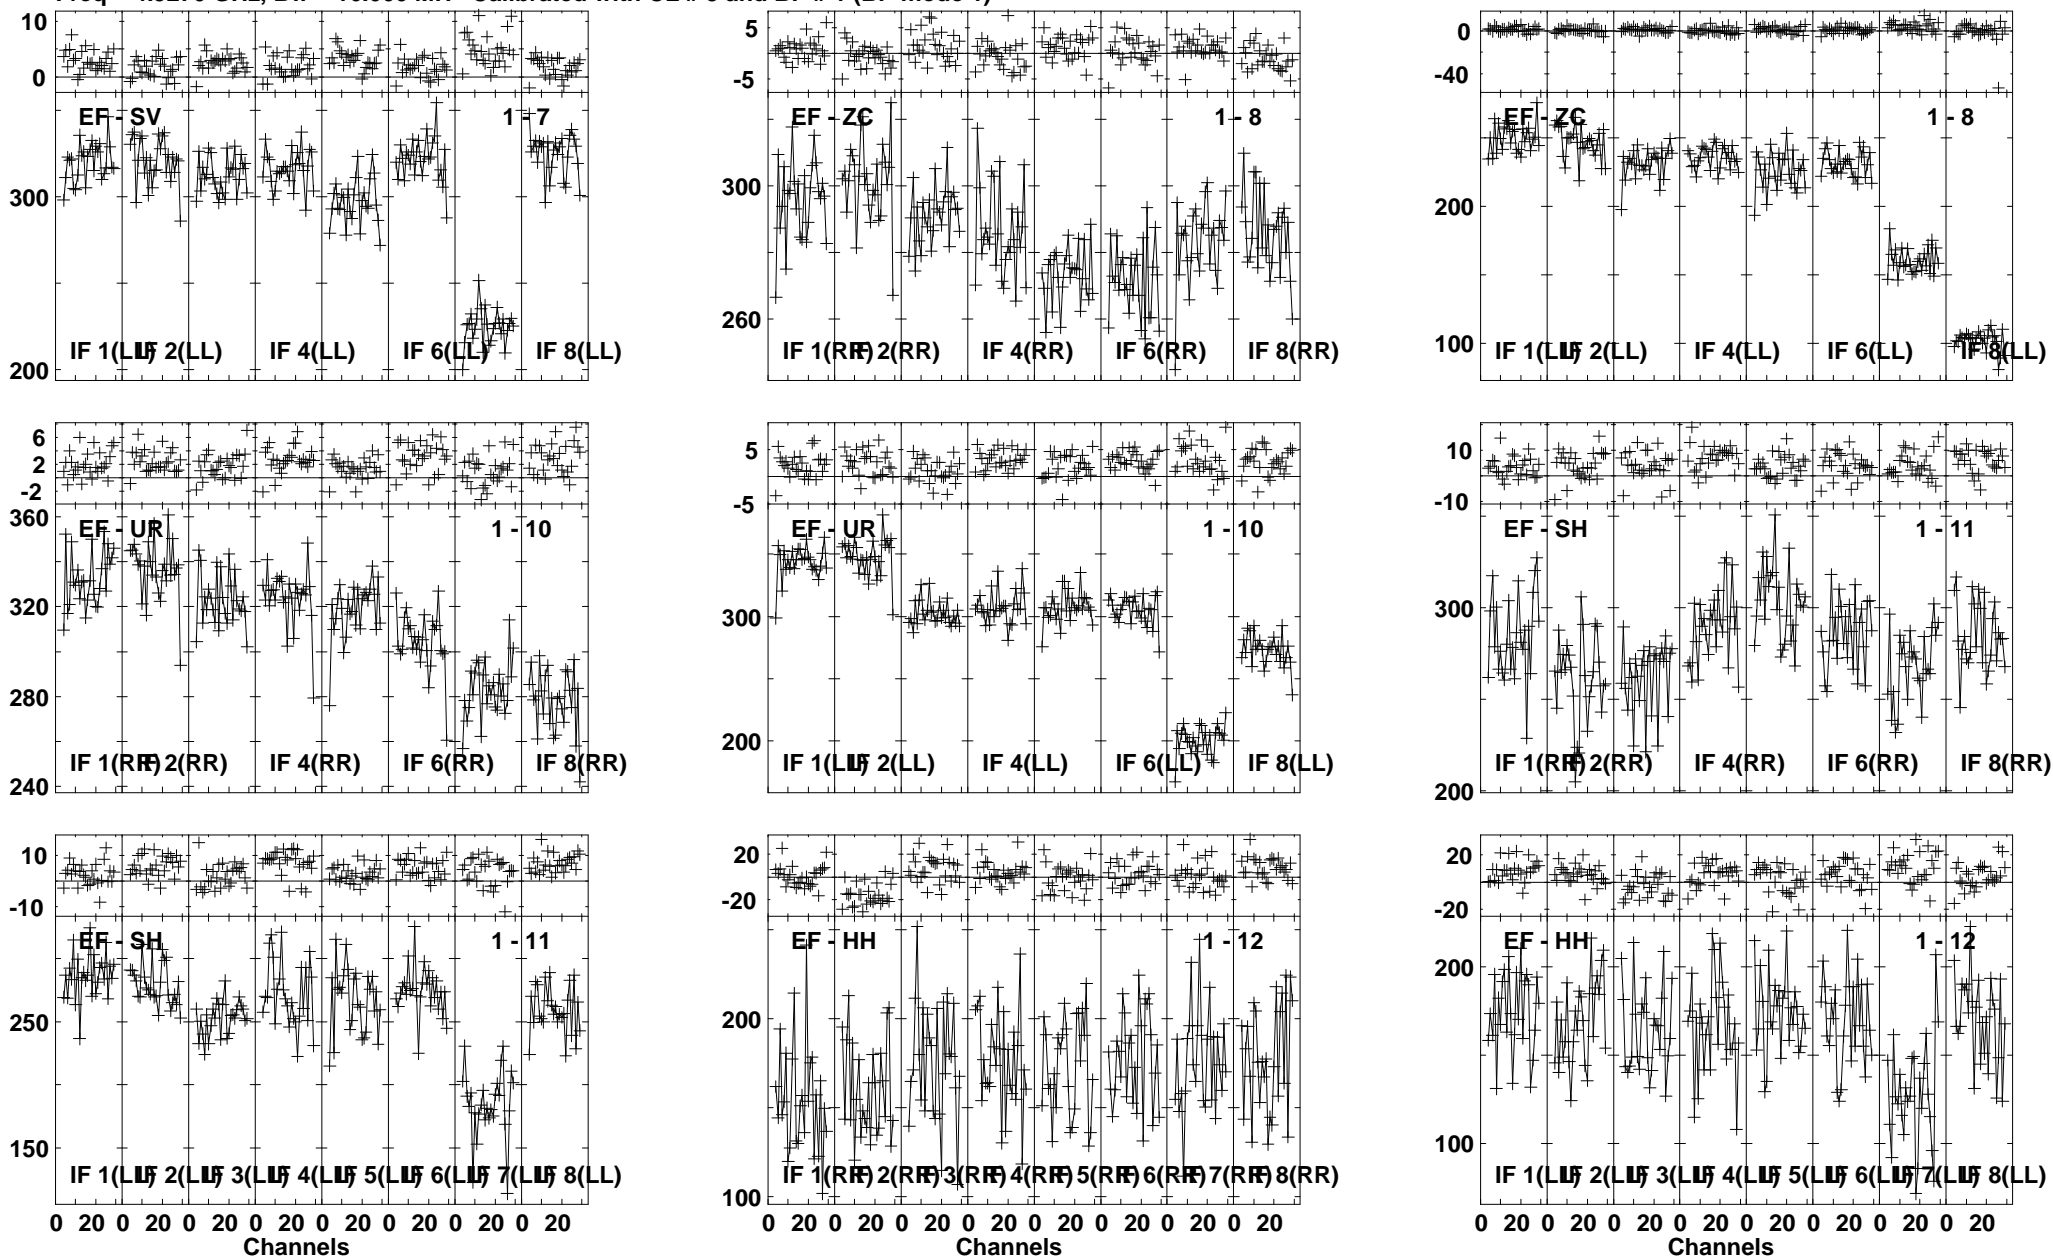 10
0
EF - SV
1 - 7
300
200
IF 1(LL) IF 2(LL) IF 4(LL) IF 6(LL) IF 8(LL)
5
-5
EF - ZC
1 - 8
300
260
IF 1(RR) IF 2(RR) IF 4(RR) IF 6(RR) IF 8(RR)
0
-40
EF - ZC
1 - 8
200
100
IF 1(LL) IF 2(LL) IF 4(LL) IF 6(LL) IF 8(LL)
6
2
-2
360
EF - UR
1 - 10
320
280
240
IF 1(RR) IF 2(RR) IF 4(RR) IF 6(RR) IF 8(RR)
5
-5
EF - UR
1 - 10
300
200
IF 1(LL) IF 2(LL) IF 4(LL) IF 6(LL) IF 8(LL)
10
-10
EF - SH
1 - 11
300
200
IF 1(RR) IF 2(RR) IF 4(RR) IF 6(RR) IF 8(RR)
10
-10
EF - SH
1 - 11
250
150
IF 1(LL) IF 2(LL) IF 3(LL) IF 4(LL) IF 5(LL) IF 6(LL) IF 7(LL) IF 8(LL)
0 20 0 20 0 20 0 20 0 20 0 20 0 20 0 20
Channels
20
-20
EF - HH
1 - 12
200
100
IF 1(RR) IF 2(RR) IF 3(RR) IF 4(RR) IF 5(RR) IF 6(RR) IF 7(RR) IF 8(RR)
0 20 0 20 0 20 0 20 0 20 0 20 0 20 0 20
Channels
20
-20
EF - HH
1 - 12
200
100
IF 1(LL) IF 2(LL) IF 3(LL) IF 4(LL) IF 5(LL) IF 6(LL) IF 7(LL) IF 8(LL)
0 20 0 20 0 20 0 20 0 20 0 20 0 20 0 20
Channels